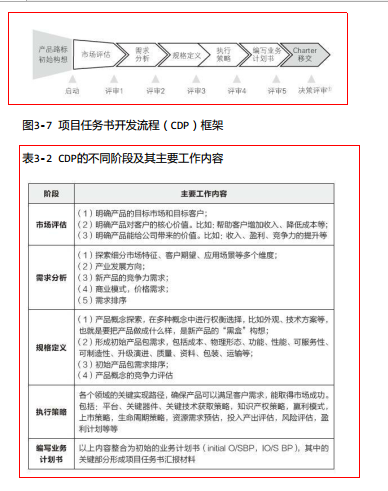 产品路标
初始构想
市场评估
需求
分析
规格定义
执行
策略
编写业务
计划书
Charter
移交
启动
评审1
评审2
评审3
评审4
评审5
决策评审①
图3-7 项目任务书开发流程（CDP）框架
表3-2 CDP的不同阶段及其主要工作内容
阶段
主要工作内容
市场评估
（1）明确产品的目标市场和目标客户；
（2）明确产品对客户的核心价值。比如：帮助客户增加收入、降低成本等；
（3）明确产品能给公司带来的价值。比如：收入、盈利、竞争力的提升等
需求分析
（1）探索细分市场特征、客户期望、应用场景等多个维度；
（2）产业发展方向；
（3）新产品的竞争力需求；
（4）商业模式，价格需求；
（5）需求排序
规格定义
（1）产品概念探索，在多种概念中进行权衡选择，比如外观、技术方案等，
也就是要把产品做成什么样，是新产品的“黑盒”构想；
（2）形成初始产品包需求，包括成本、物理形态、功能、性能、可服务性、
可制造性、升级演进、质量、资料、包装、运输等；
（3）初始产品包需求排序；
（4）产品概念的竞争力评估
执行策略
各个领域的关键实现路径，确保产品可以满足客户需求，能取得市场成功。
包括：平台、关键器件、关键技术获取策略，知识产权策略，赢利模式，
上市策略，生命周期策略，资源需求预估，投入产出评估，风险评估，盈
利计划等等
编写业务
计划书
以上内容整合为初始的业务计划书（initial O/SBP，IO/S BP），其中的
关键部分形成项目任务书汇报材料